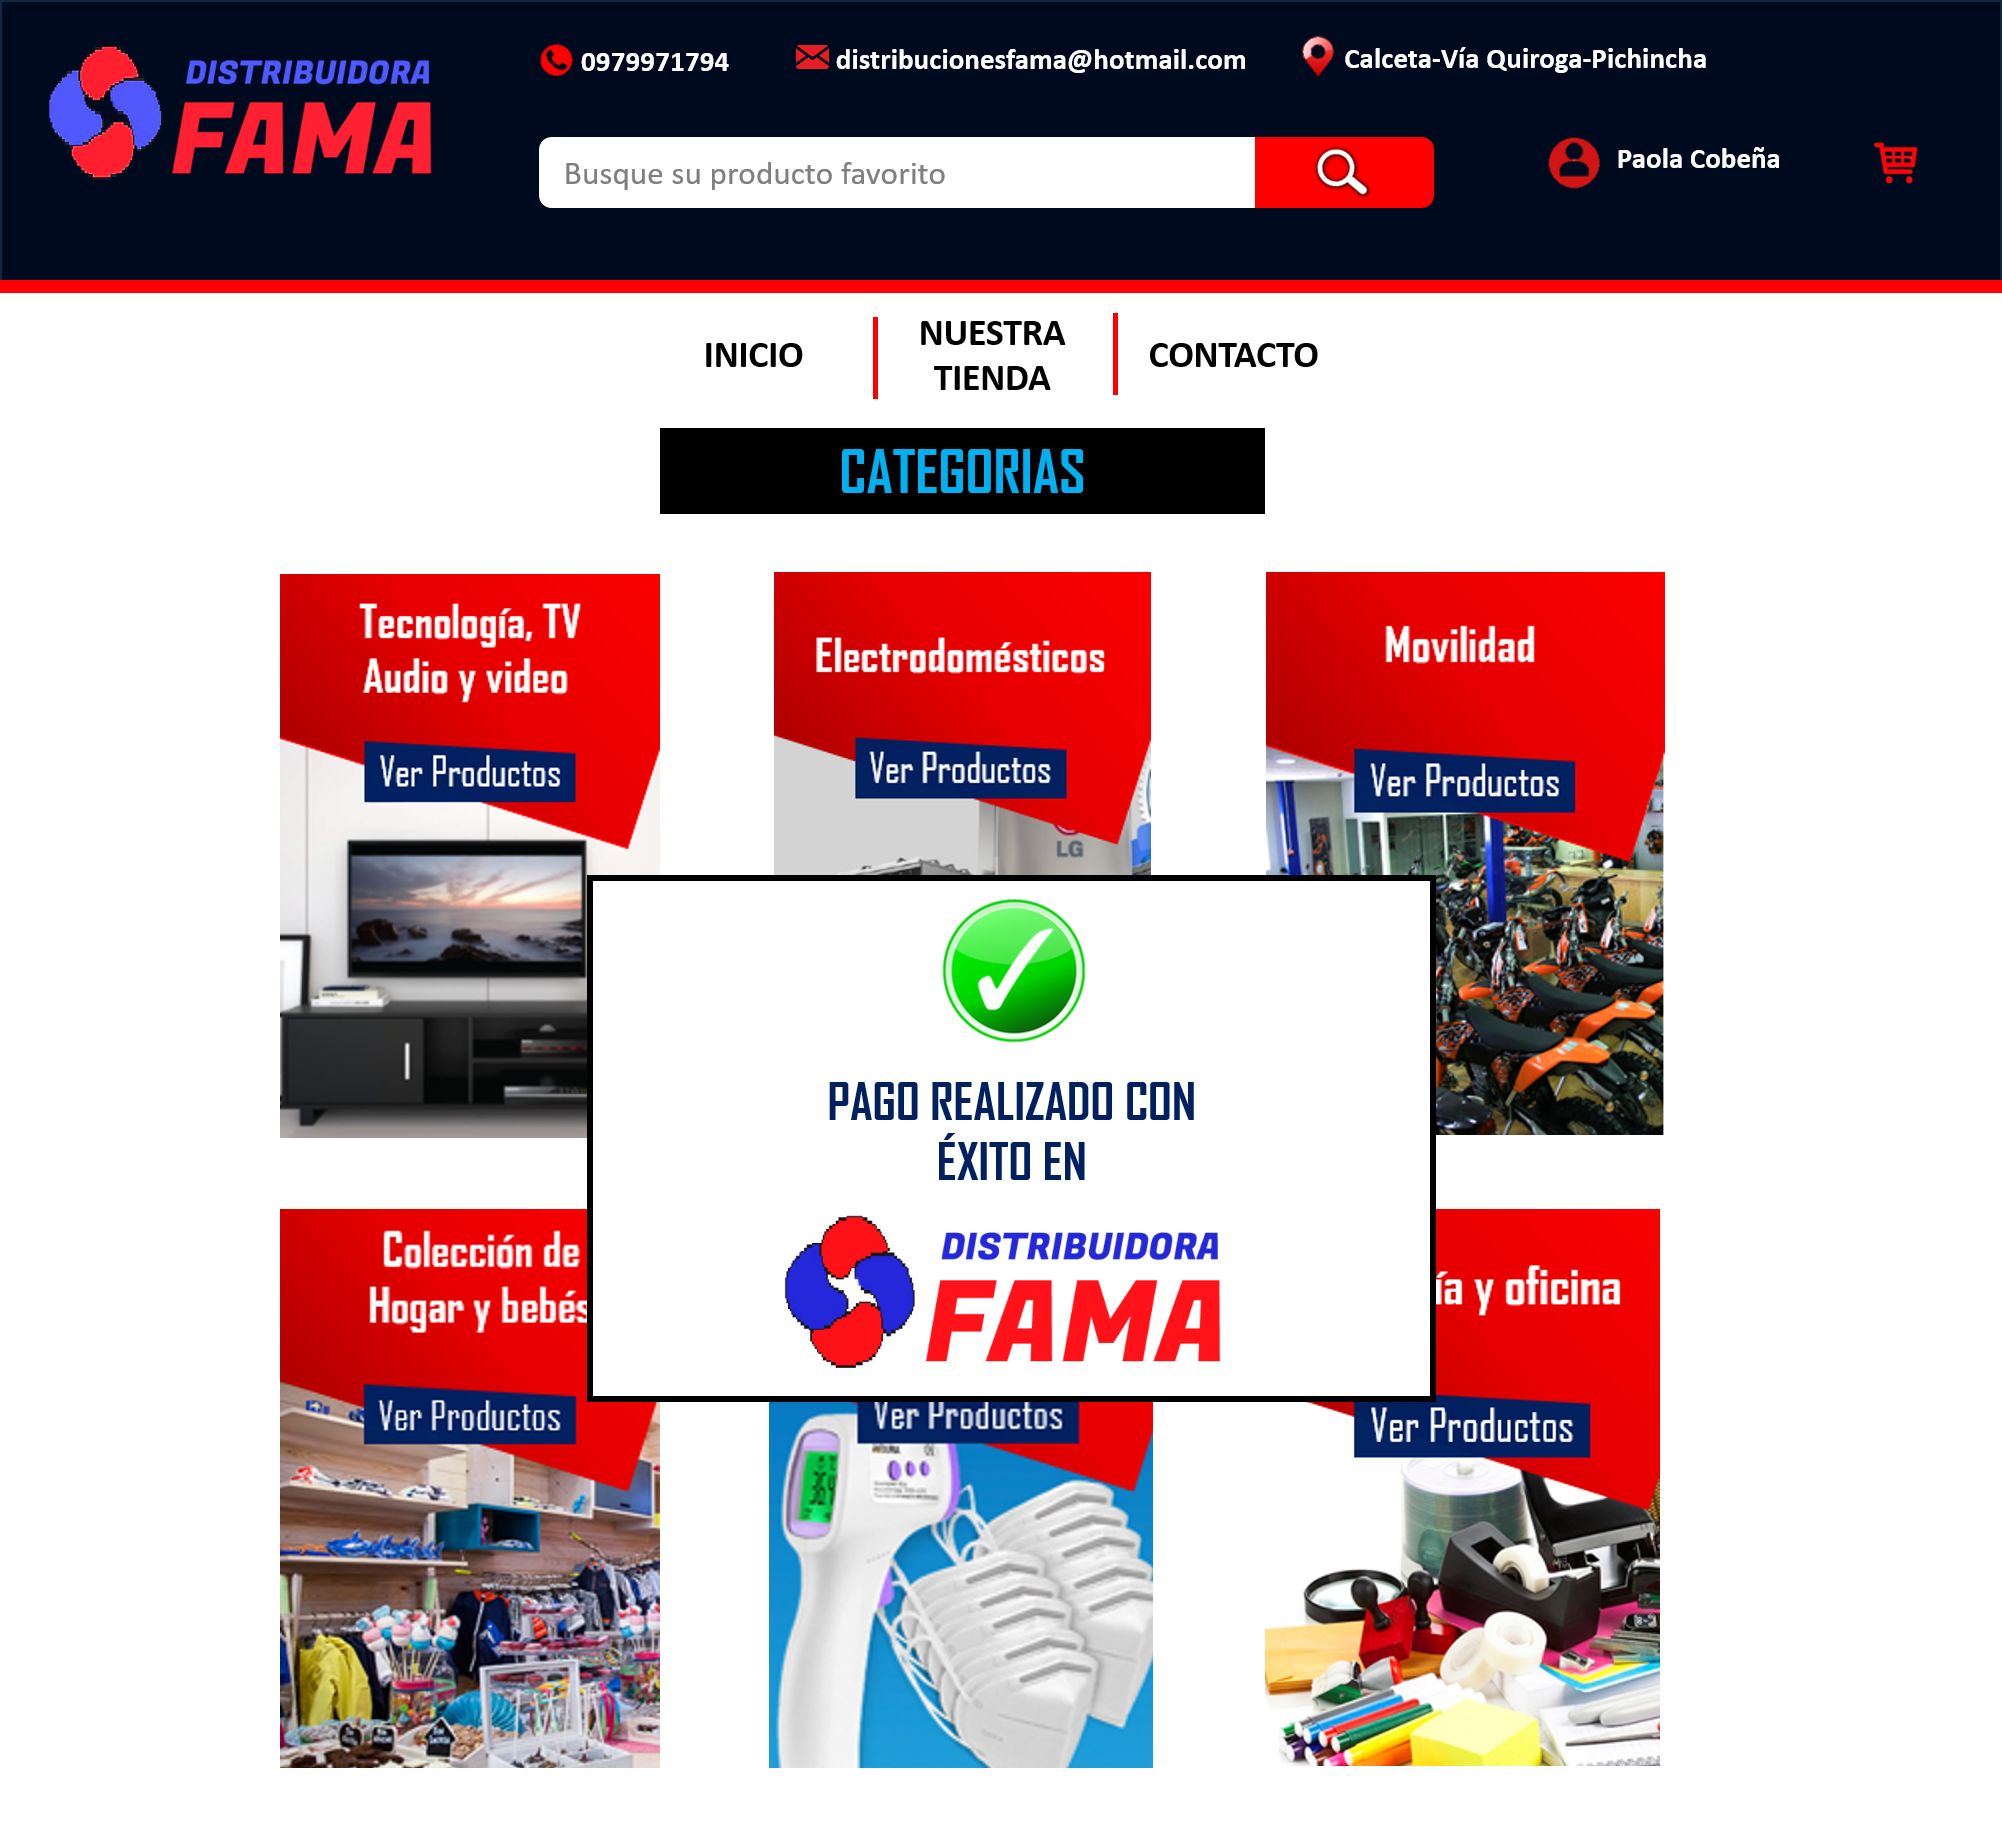 DISTRIBUIDORA
FAMA
0979971794
distribucionesfama@hotmail.com
Calceta-Vía Quiroga-Pichincha
Busque su producto favorito
Paola Cobeña
INICIO
NUESTRA
TIENDA
CONTACTO
CATEGORIAS
Tecnología, TV
Audio y video
Ver Productos
Electrodomésticos
Ver Productos
LG
Movilidad
Ver Productos
PAGO REALIZADO CON
ÉXITO EN
DISTRIBUIDORA
FAMA
Colección de
Hogar y bebés
Ver Productos
Ver Productos
ía y oficina
Ver Productos